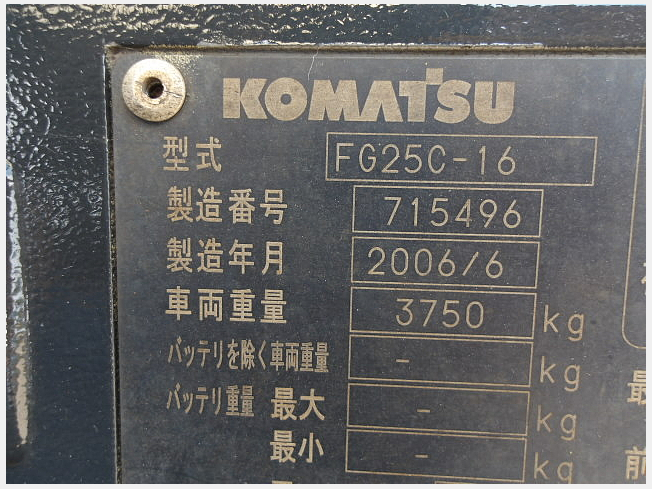 KOMATSU
型式 FG25C-16
製造番号 715496
製造年月 2006/6
車両重量 3750 kg
バッテリを除く車両重量 - kg
バッテリ重量 最大 - kg
最小 - kg